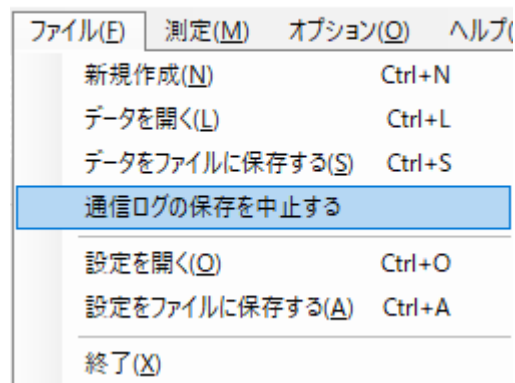 ファイル(F) 測定(M) オプション(O) ヘルプ(
新規作成(N) Ctrl+N
データを開く(L) Ctrl+L
データをファイルに保存する(S) Ctrl+S
通信ログの保存を中止する
設定を開く(O) Ctrl+O
設定をファイルに保存する(A) Ctrl+A
終了(X)